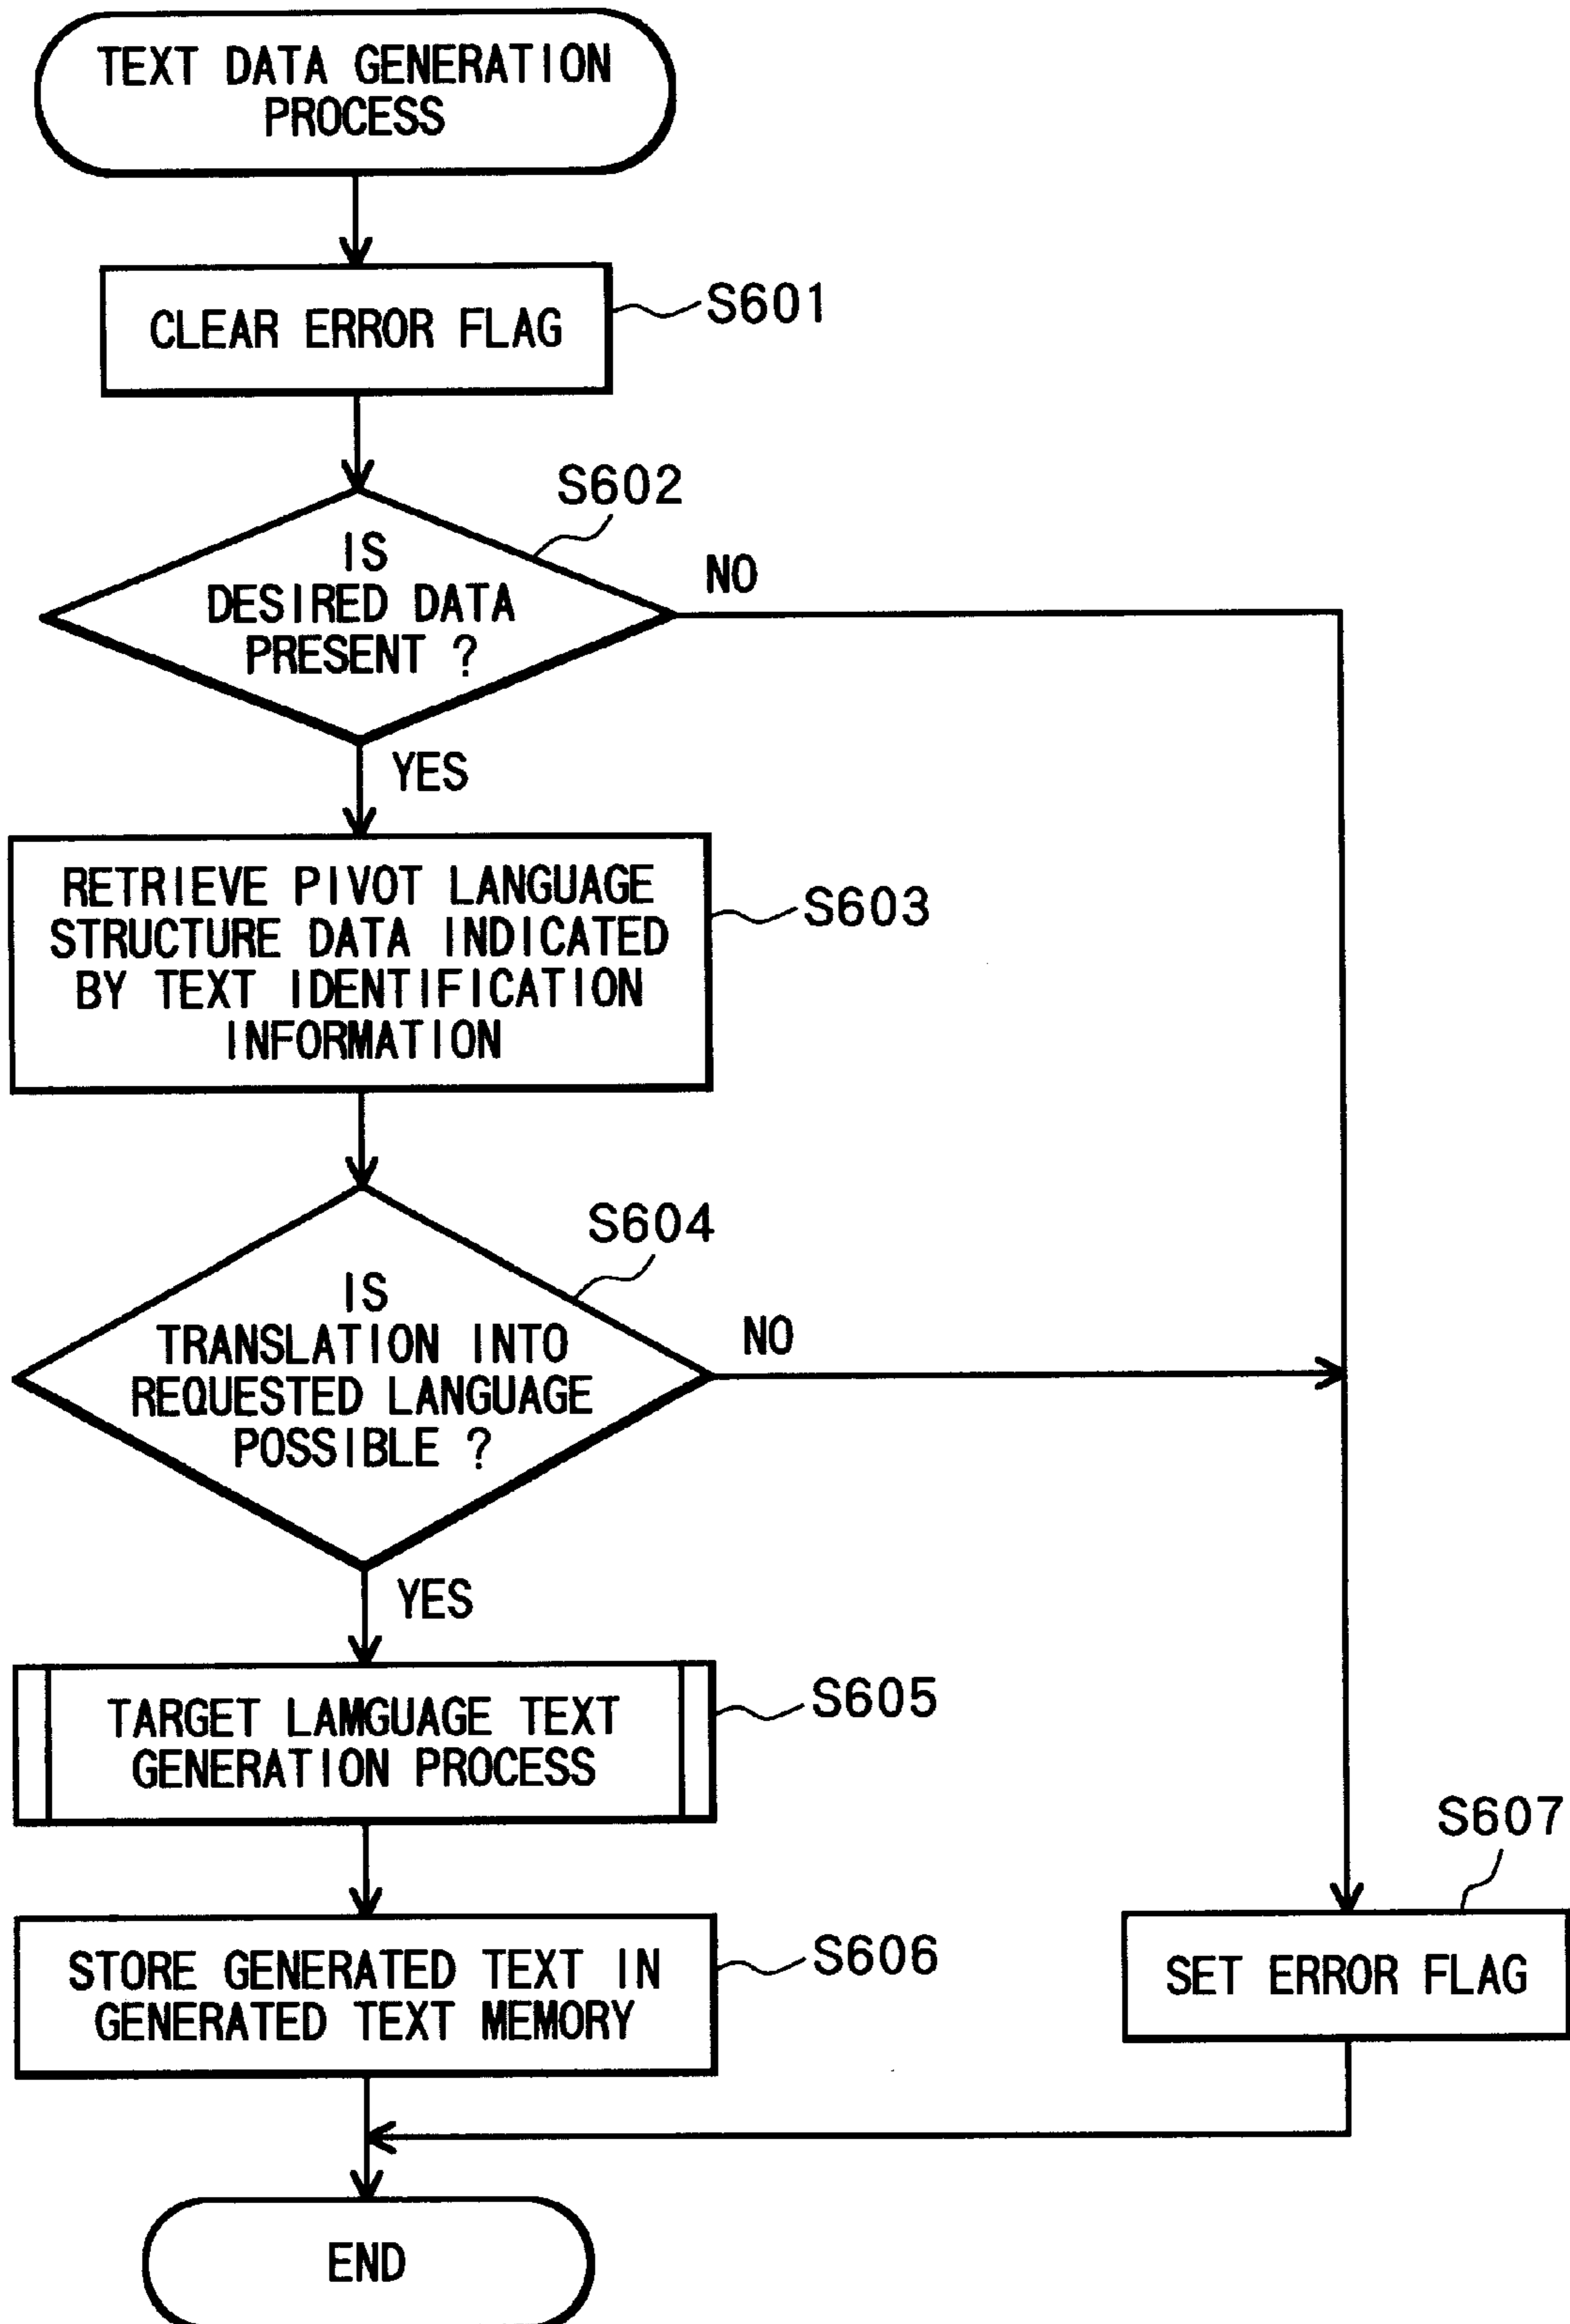 TEXT DATA GENERATION
PROCESS
CLEAR ERROR FLAG
S601
S602
IS
DESIRED DATA
PRESENT ?
NO
YES
RETRIEVE PIVOT LANGUAGE
STRUCTURE DATA INDICATED
BY TEXT IDENTIFICATION
INFORMATION
S603
S604
IS
TRANSLATION INTO
REQUESTED LANGUAGE
POSSIBLE ?
NO
YES
TARGET LAMGUAGE TEXT
GENERATION PROCESS
S605
STORE GENERATED TEXT IN
GENERATED TEXT MEMORY
S606
S607
SET ERROR FLAG
END